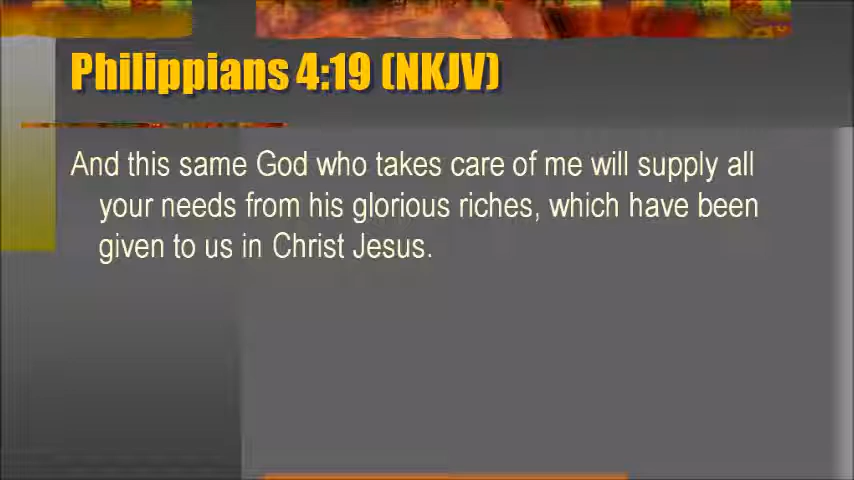 Philippians 4:19 (NKJV)
And this same God who takes care of me will supply all
your needs from his glorious riches, which have been
given to us in Christ Jesus.